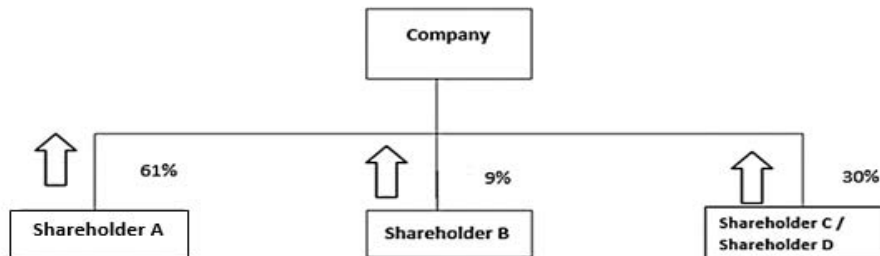 Company
61%
9%
30%
Shareholder A
Shareholder B
Shareholder C /
Shareholder D